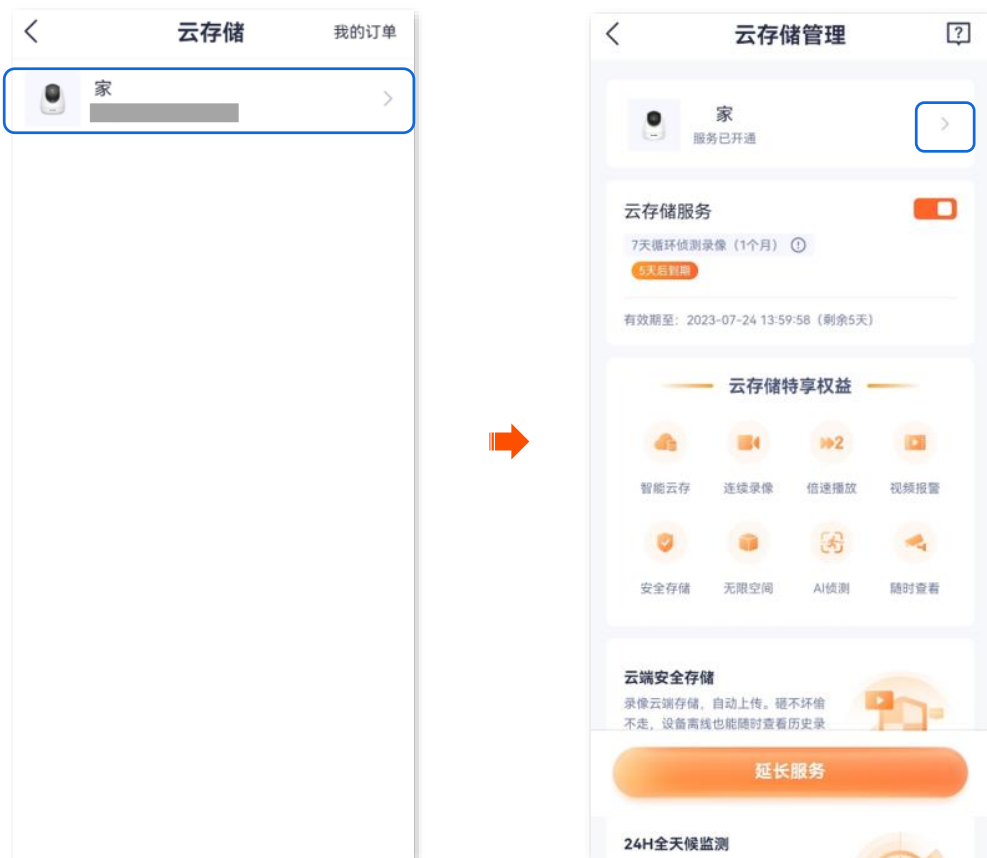 云存储
我的订单
家
云存储管理
家
服务已开通
云存储服务
7天循环侦测录像（1个月）
5天后到期
有效期至：2023-07-24 13:59:58（剩余5天）
云存储特享权益
2
智能云存
连续录像
倍速播放
视频报警
安全存储
无限空间
AI侦测
随时查看
云端安全存储
录像云端存储，自动上传。砸不坏偷
不走，设备离线也能随时查看历史录
延长服务
24H全天候监测